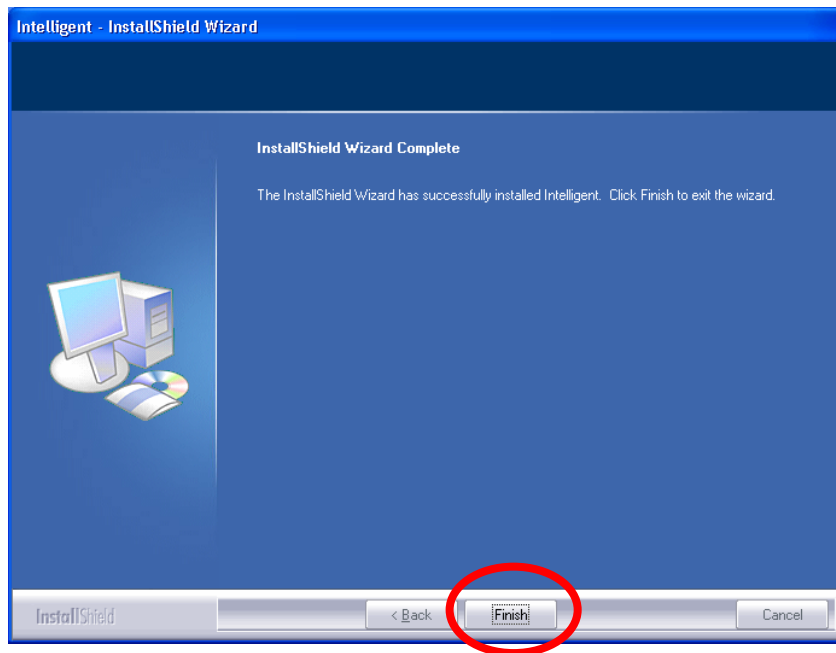 Intelligent - InstallShield Wizard
InstallShield Wizard Complete
The InstallShield Wizard has successfully installed Intelligent. Click Finish to exit the wizard.
InstallShield
< Back
Finish
Cancel